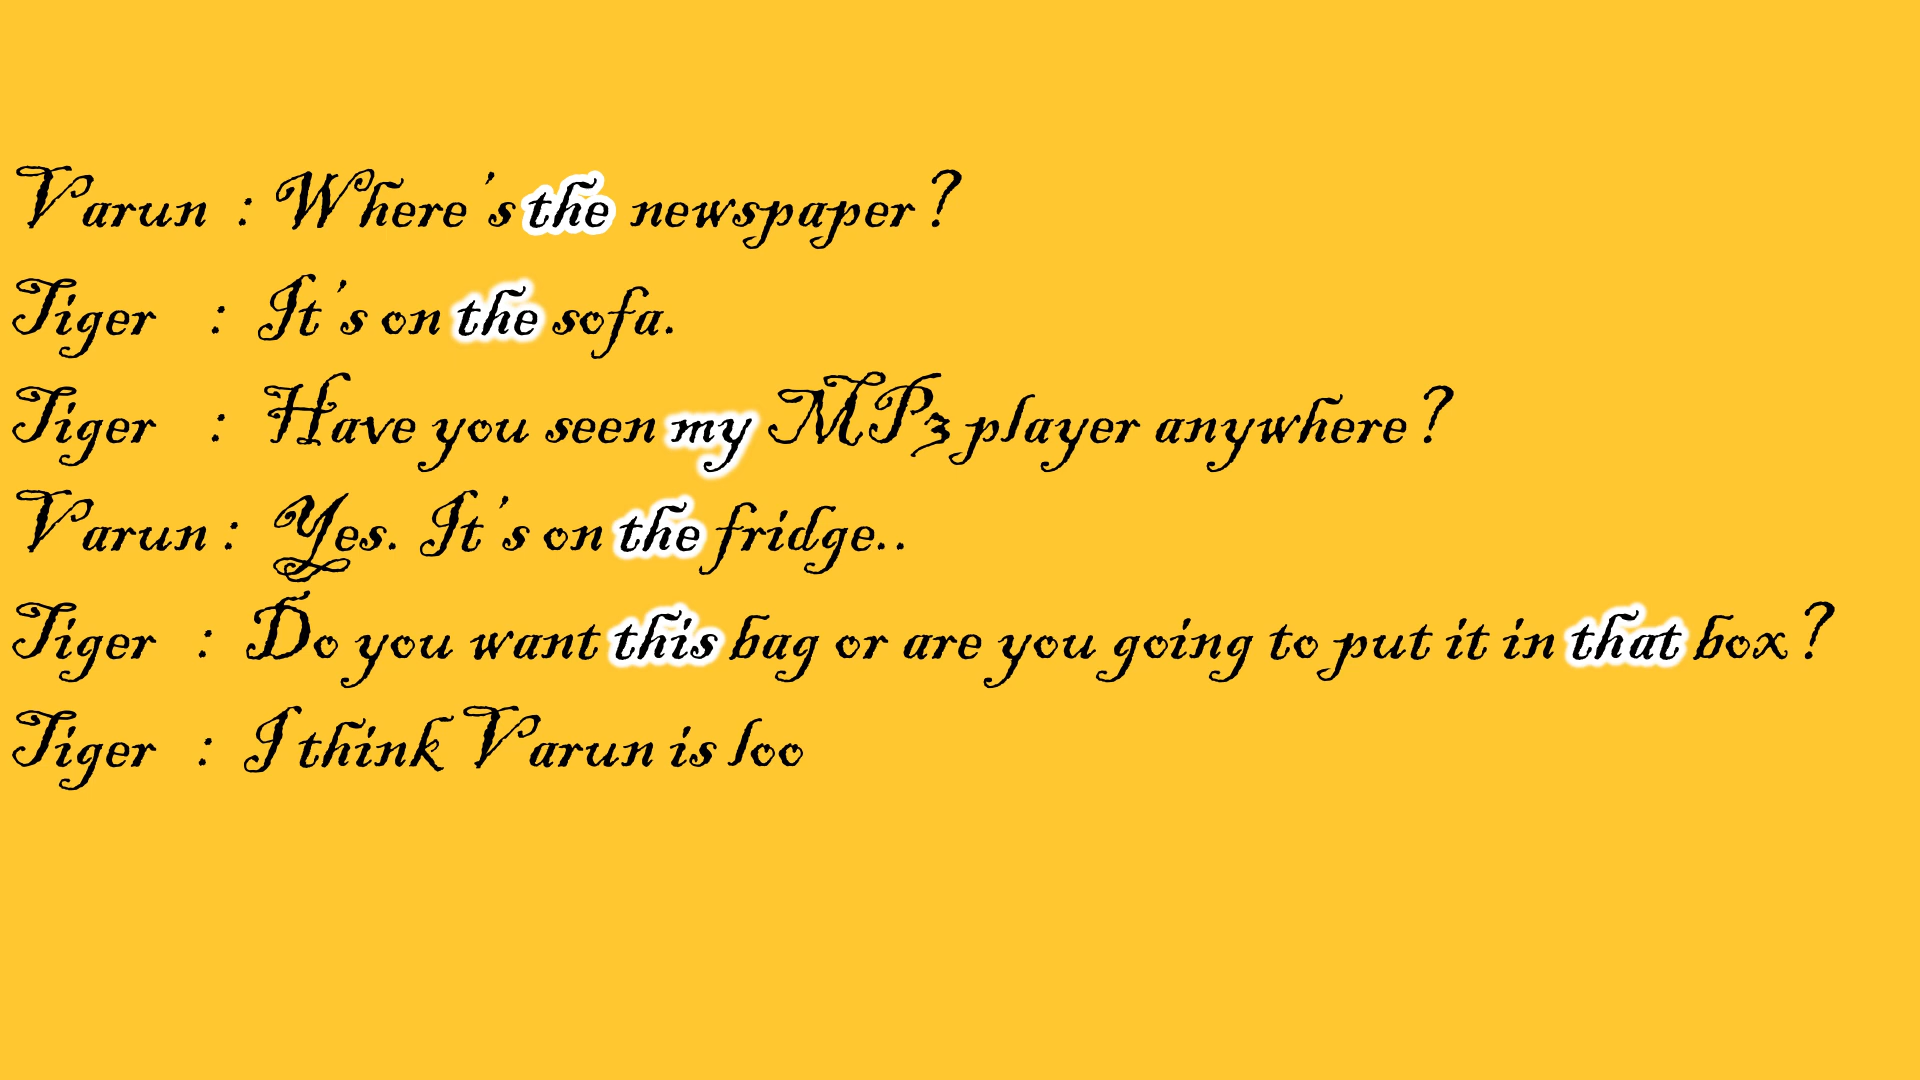 Varun : Where's the newspaper?
Tiger : It's on the sofa.
Tiger : Have you seen my MP3 player anywhere?
Varun : Yes. It's on the fridge..
Tiger : Do you want this bag or are you going to put it in that box?
Tiger : I think Varun is loo